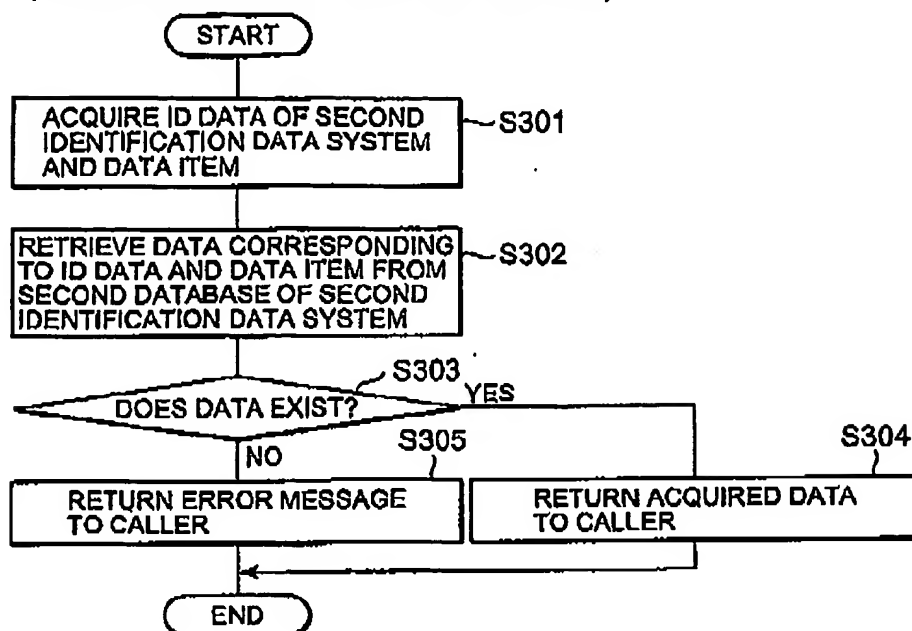 START
ACQUIRE ID DATA OF SECOND
IDENTIFICATION DATA SYSTEM
AND DATA ITEM
S301
RETRIEVE DATA CORRESPONDING
TO ID DATA AND DATA ITEM FROM
SECOND DATABASE OF SECOND
IDENTIFICATION DATA SYSTEM
S302
S303
DOES DATA EXIST?
YES
NO
S305
RETURN ERROR MESSAGE
TO CALLER
S304
RETURN ACQUIRED DATA
TO CALLER
END